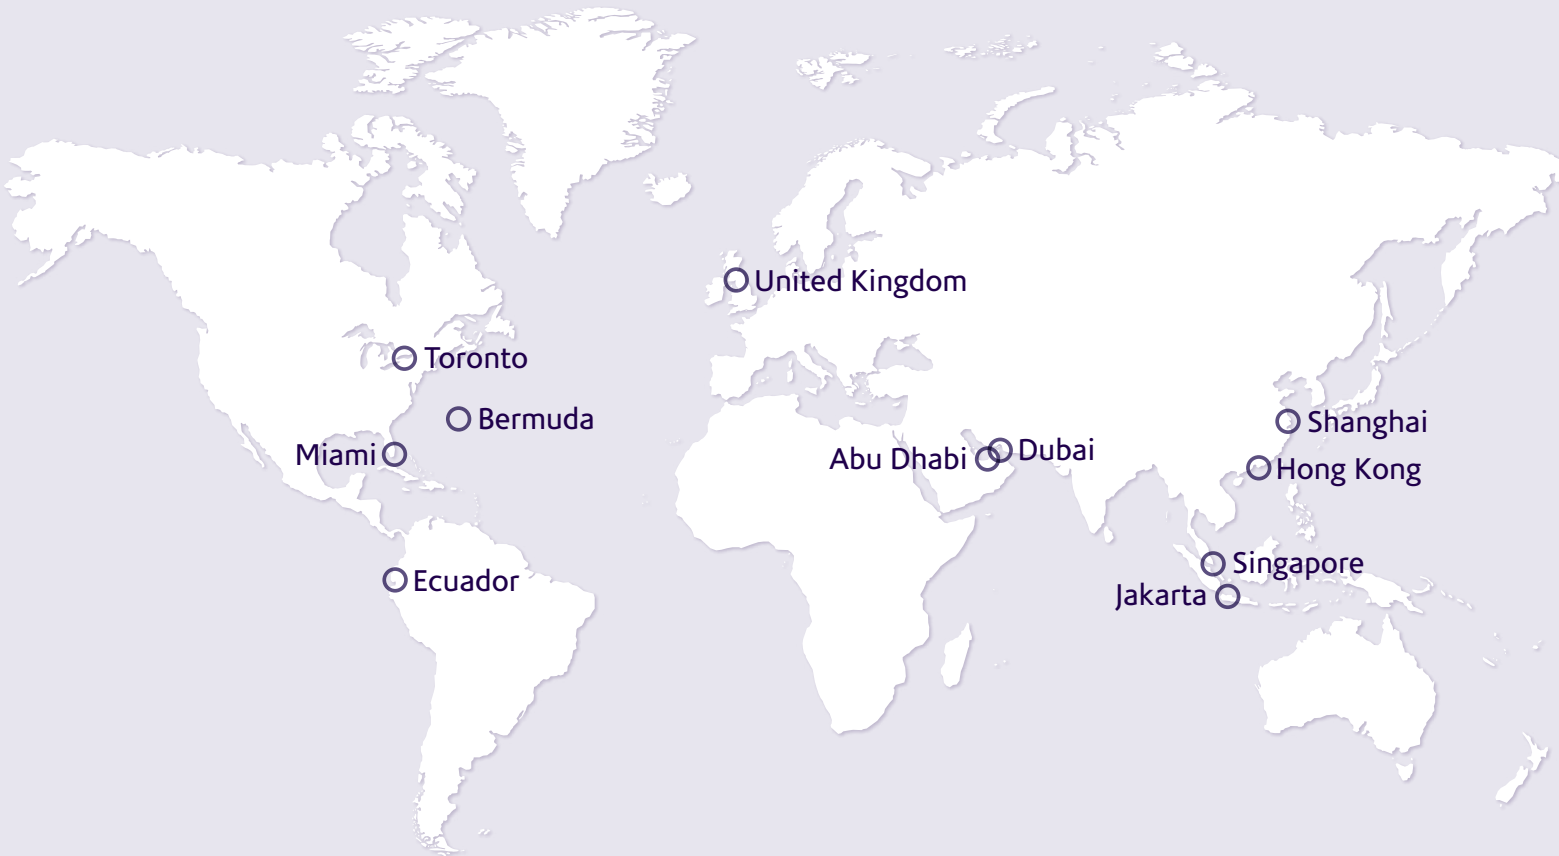 United Kingdom
Toronto
Bermuda
Shanghai
Dubai
Miami
Abu Dhabi
Hong Kong
Singapore
Ecuador
Jakarta